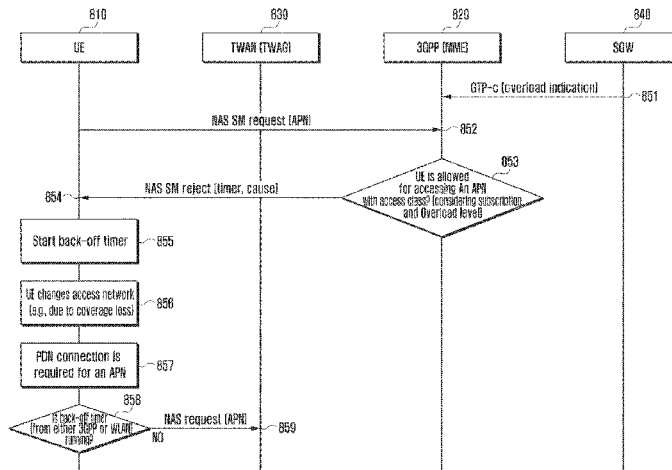 810
830
820
840
UE
TWAN (TWAG)
3GPP (MME)
SGW
GTP-c (overload indication)
851
NAS SM request (APN)
852
853
UE is allowed
for accessing An APN
with access class? (considering subscription
and Overload level)
NAS SM reject (timer, cause)
854
Start back-off timer
855
UE changes access network
(e.g., due to coverage loss)
856
PDN connection is
required for an APN
857
858
Is back-off timer
(from either 3GPP or WLAN)
running?
NO
NAS request (APN)
859